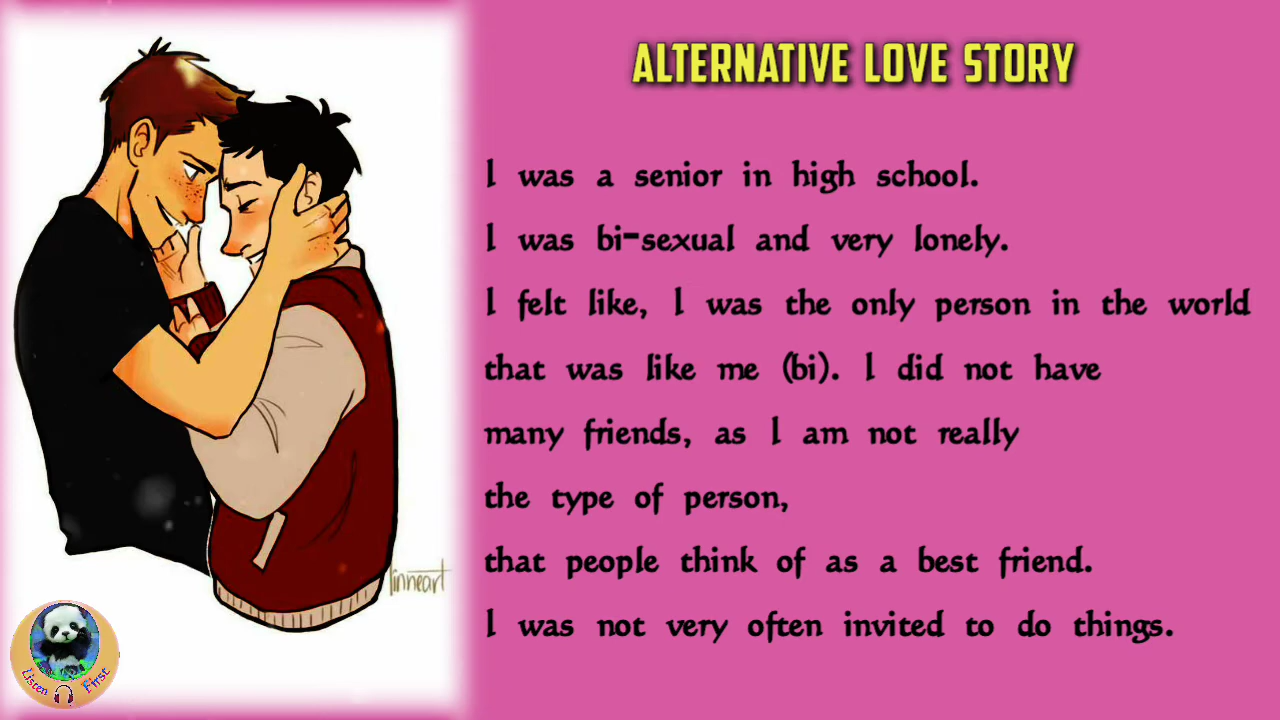 ALTERNATIVE LOVE STORY
I was a senior in high school.
I was bi-sexual and very lonely.
I felt like, I was the only person in the world
that was like me (bi). I did not have
many friends, as I am not really
the type of person,
that people think of as a best friend.
I was not very often invited to do things.
linneart
Listen First